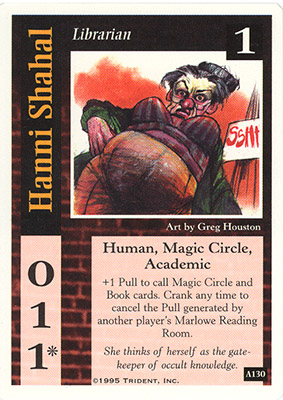 Hanni Shabal
Librarian
1
SSH!
Art by Greg Houston
0
1
1*
Human, Magic Circle,
Academic
+1 Pull to call Magic Circle and
Book cards. Crank any time to
cancel the Pull generated by
another player's Marlowe Reading
Room.
She thinks of herself as the gate-
keeper of occult knowledge.
©1995 TRIDENT, INC.
A130